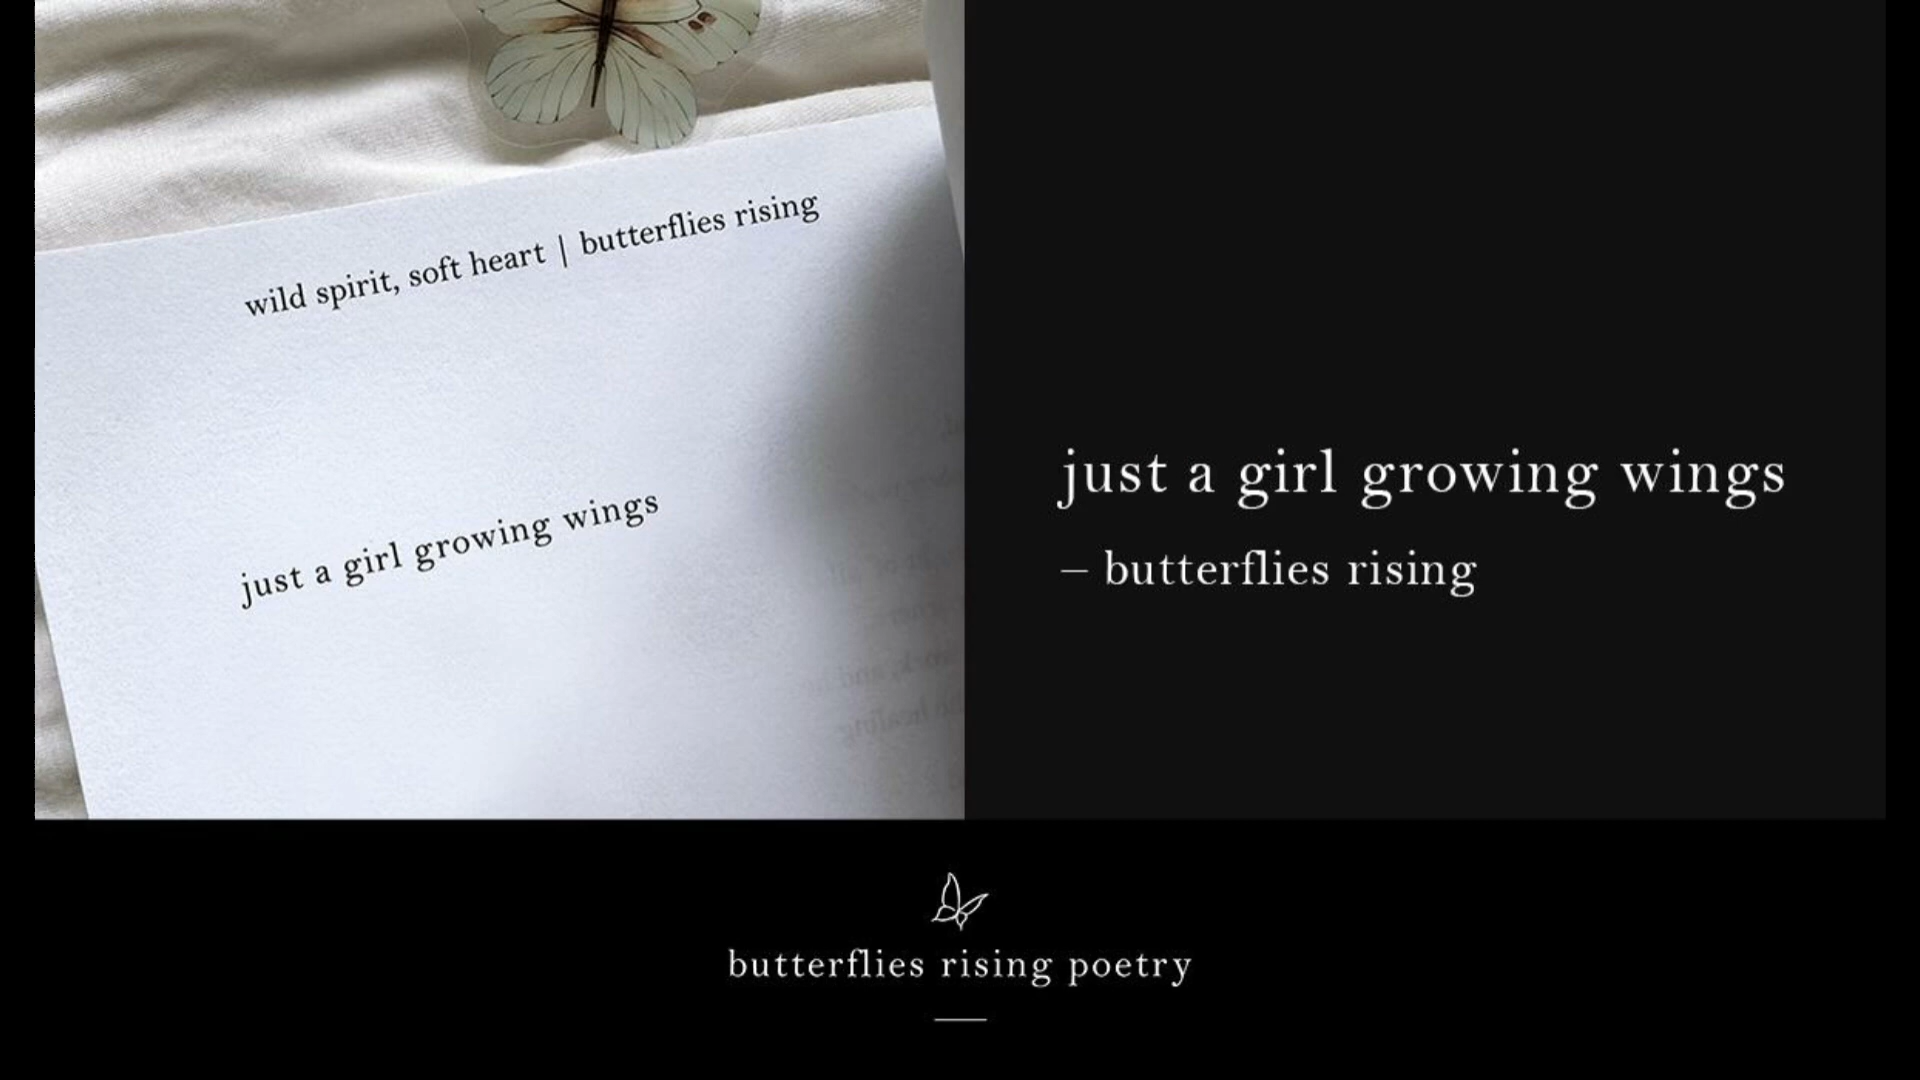 wild spirit, soft heart | butterflies rising
just a girl growing wings
just a girl growing wings
– butterflies rising
butterflies rising poetry